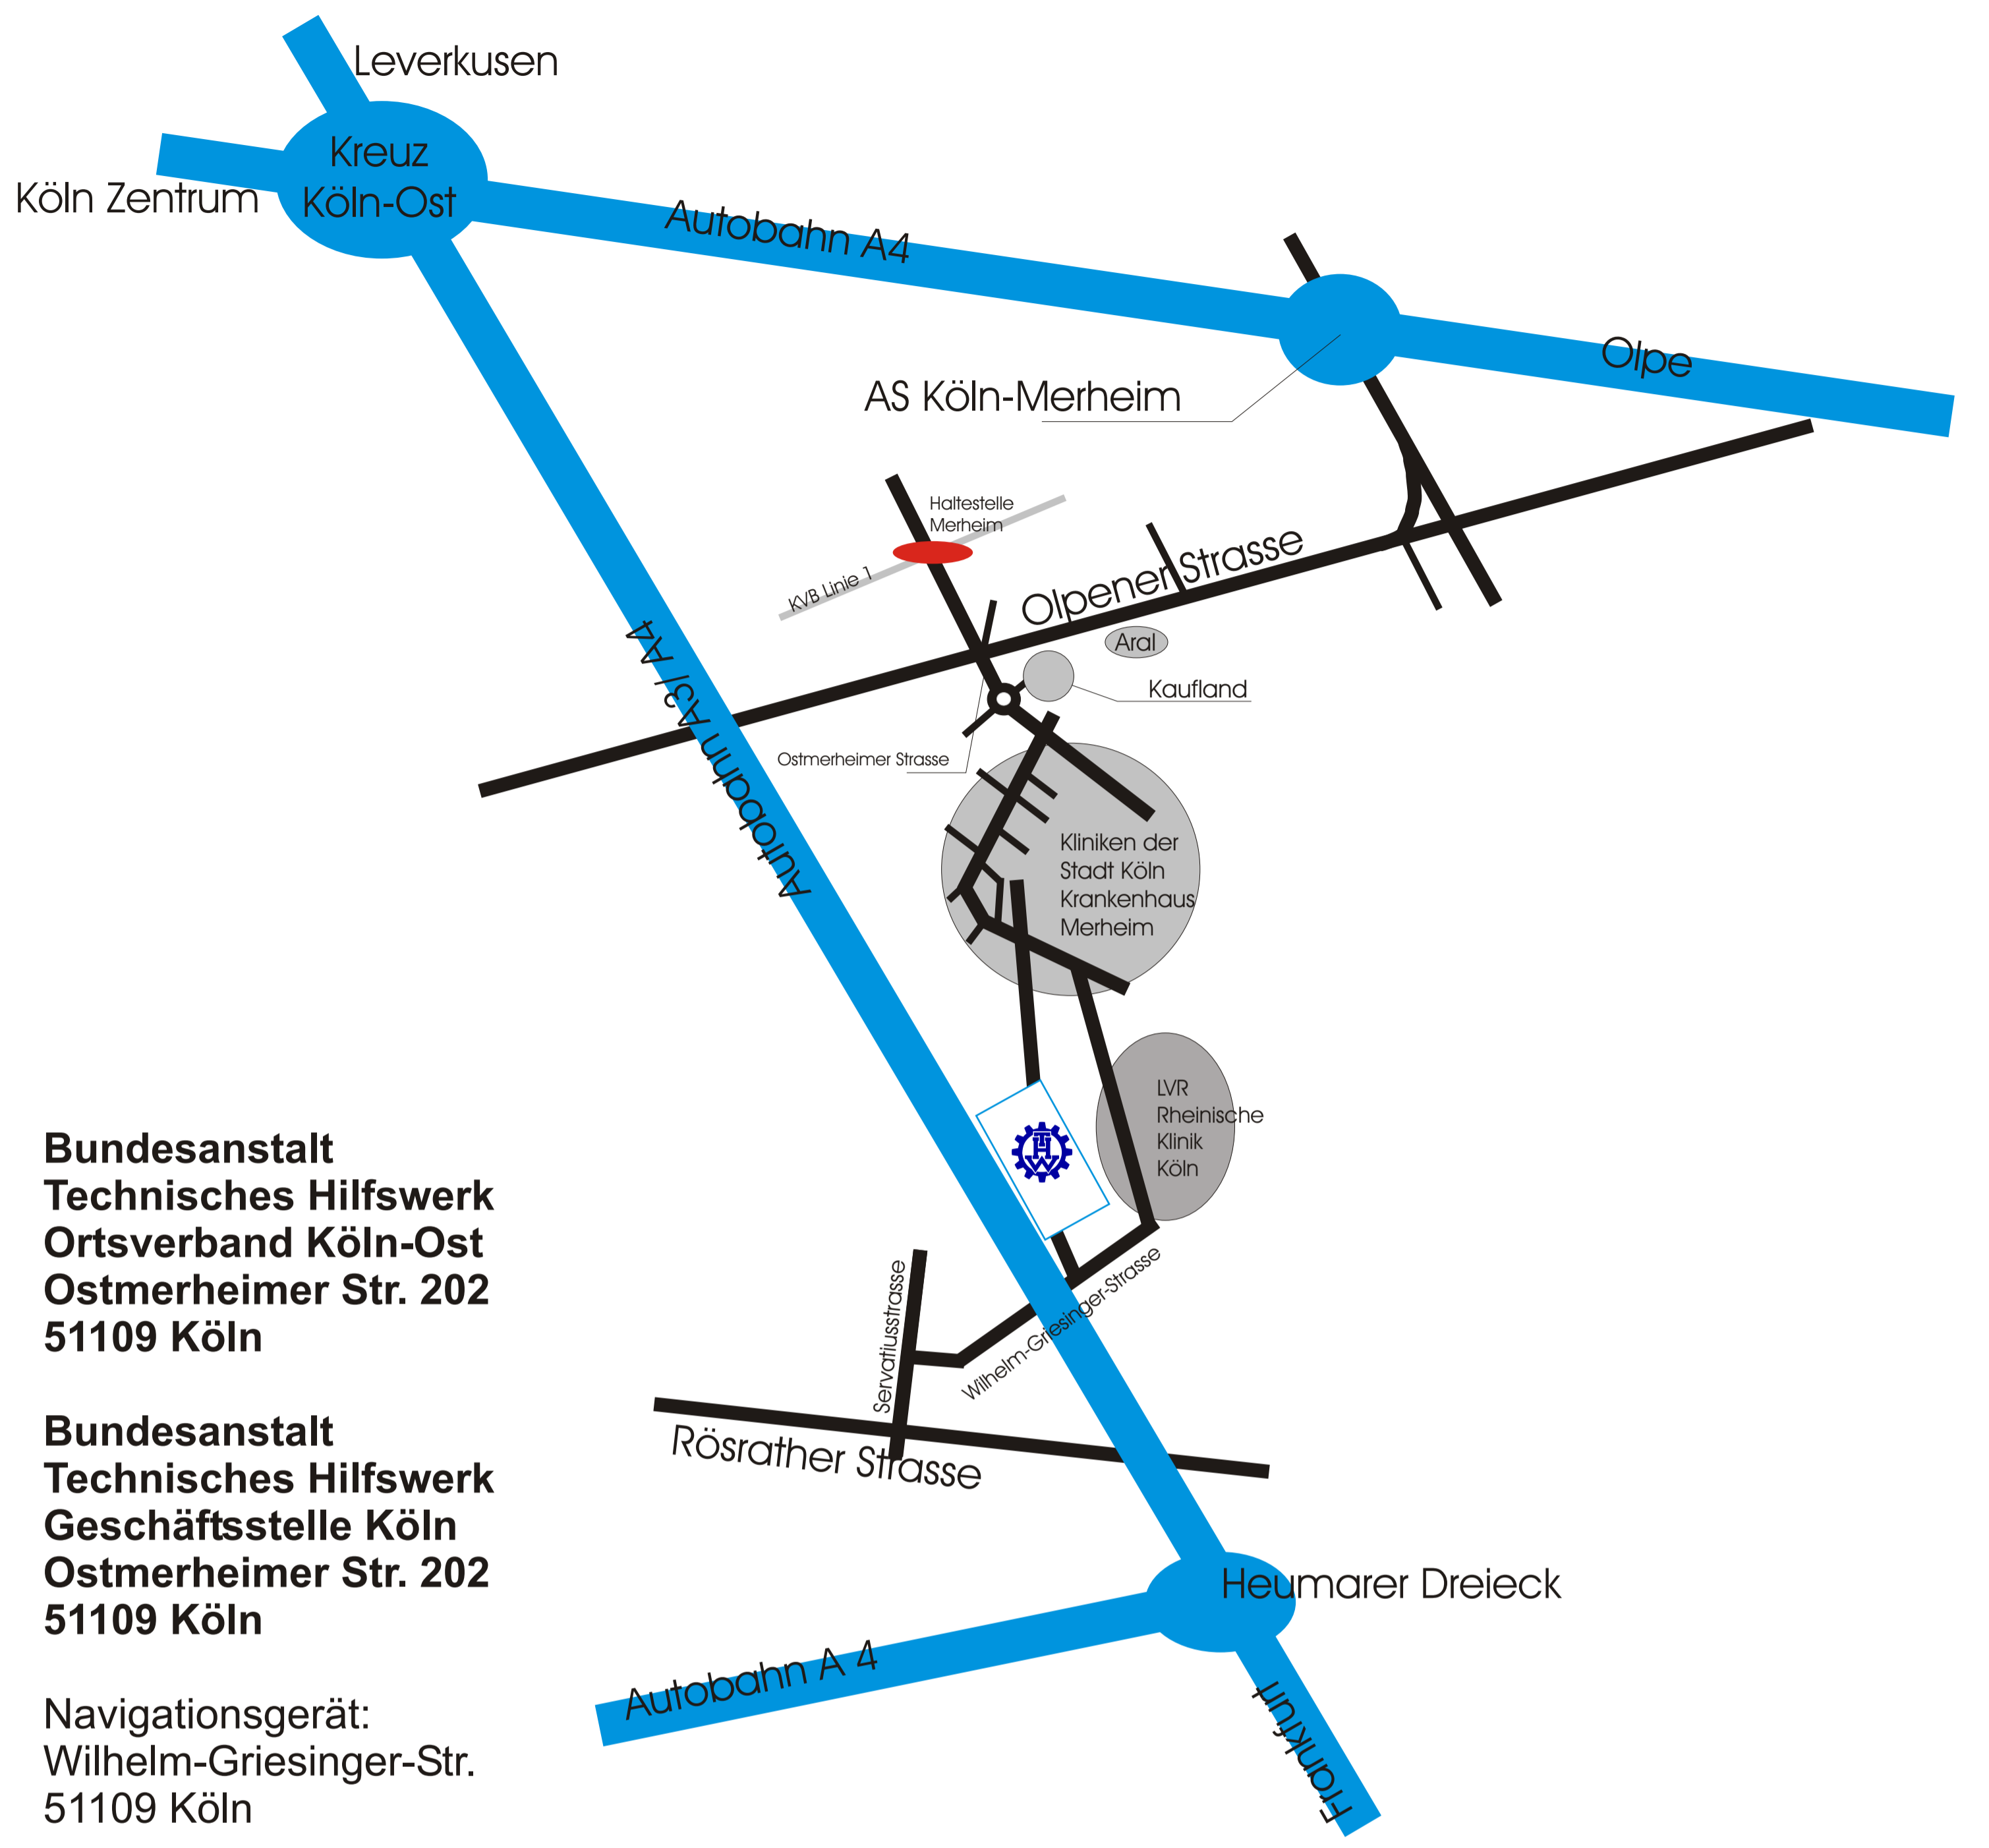 Leverkusen
Kreuz
Köln-Ost
Köln Zentrum
Autobahn A4
Olpe
AS Köln-Merheim
Haltestelle
Merheim
KVB Linie 1
Olpener Strasse
Aral
Kaufland
Ostmerheimer Strasse
Autobahn A3/ A4
Kliniken der
Stadt Köln
Krankenhaus
Merheim
LVR
Rheinische
Klinik
Köln
THW
Servatiusstrasse
Wilhelm-Griesinger-Strasse
Rösrather Strasse
Heumarer Dreieck
Autobahn A 4
Frankfurt
Bundesanstalt
Technisches Hilfswerk
Ortsverband Köln-Ost
Ostmerheimer Str. 202
51109 Köln
Bundesanstalt
Technisches Hilfswerk
Geschäftsstelle Köln
Ostmerheimer Str. 202
51109 Köln
Navigationsgerät:
Wilhelm-Griesinger-Str.
51109 Köln